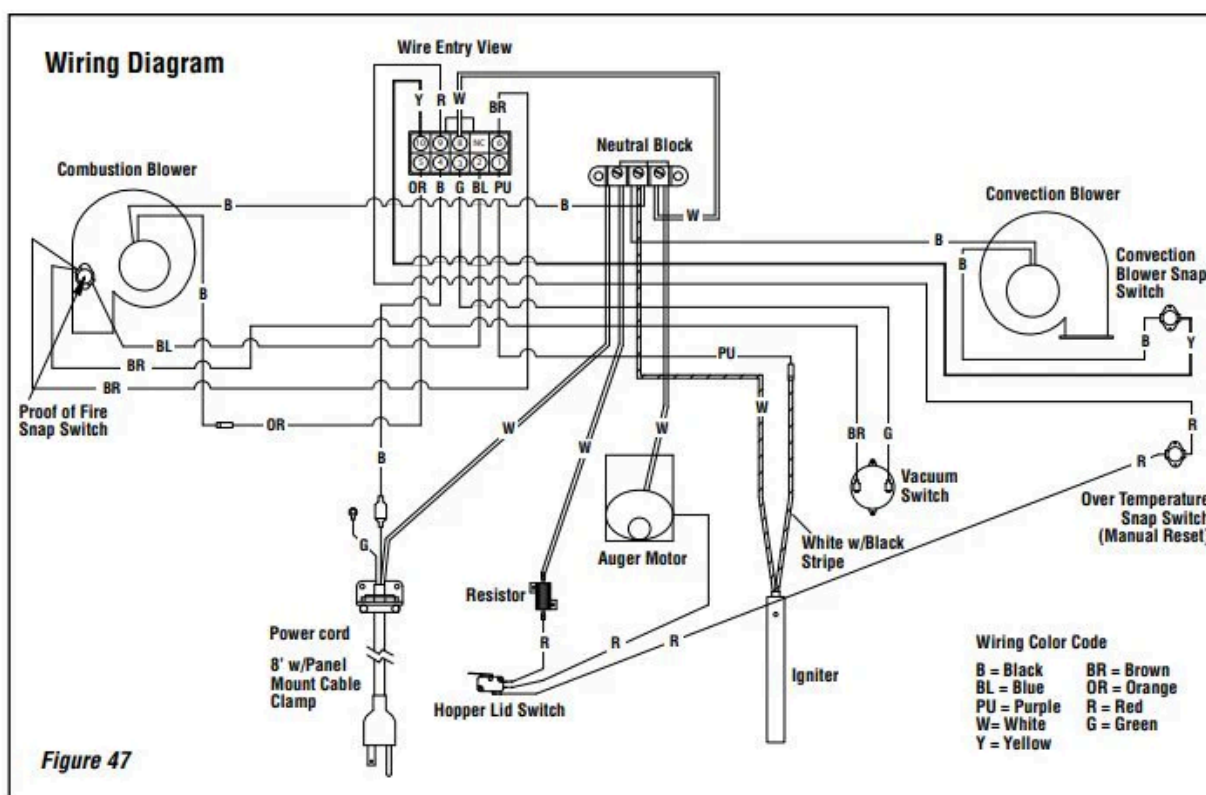 Wiring Diagram
Wire Entry View
Y
R
W
BR
10
9
8
NC
6
5
4
3
2
1
OR
B
G
BL
PU
Neutral Block
W
Combustion Blower
B
B
B
BL
BR
BR
OR
Proof of Fire
Snap Switch
Convection Blower
B
B
Convection
Blower Snap
Switch
B
Y
PU
W
W
W
W
BR
G
R
R
Vacuum
Switch
Over Temperature
Snap Switch
(Manual Reset)
B
G
Auger Motor
White w/Black
Stripe
Resistor
R
R
R
Power cord
8' w/Panel
Mount Cable
Clamp
Hopper Lid Switch
Igniter
Wiring Color Code
B = Black
BL = Blue
PU = Purple
W= White
Y = Yellow
BR = Brown
OR = Orange
R = Red
G = Green
Figure 47